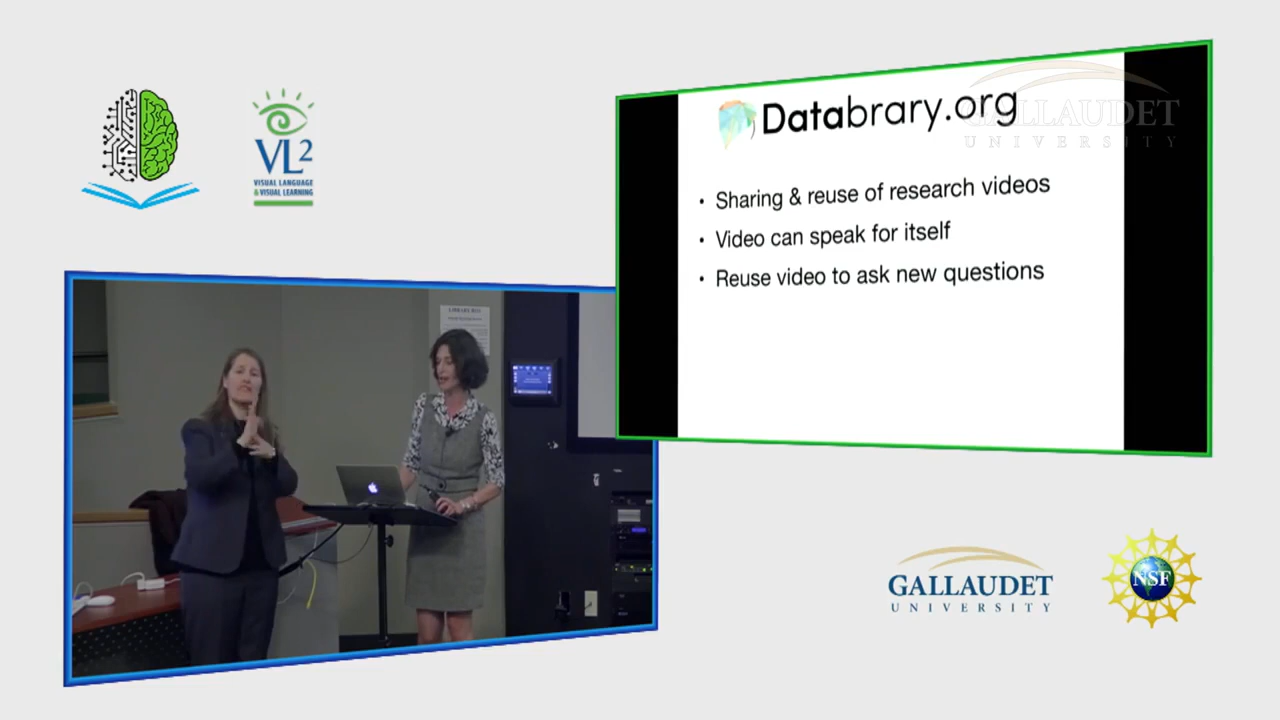 VL2
VISUAL LANGUAGE
& VISUAL LEARNING
Databrary.org
GALLAUDET
UNIVERSITY
• Sharing & reuse of research videos
• Video can speak for itself
• Reuse video to ask new questions
GALLAUDET
UNIVERSITY
NSF